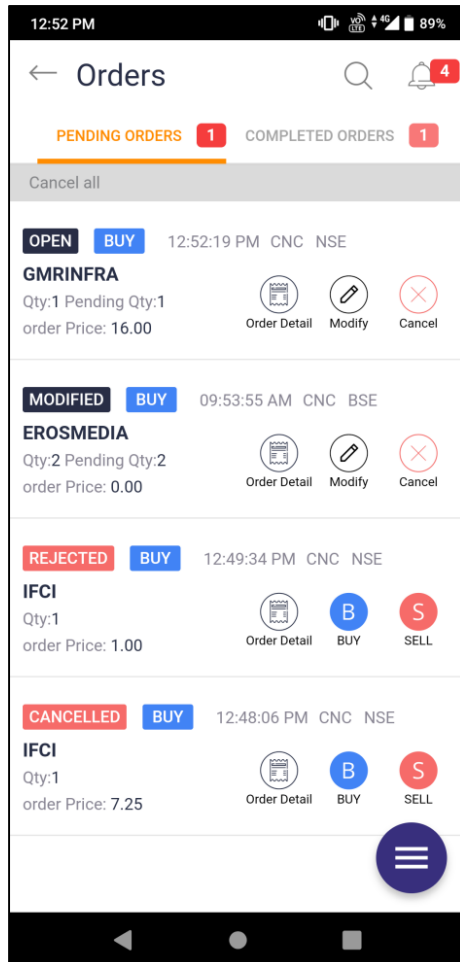 12:52 PM VO LTE 4G 89%
Orders 4
PENDING ORDERS 1 COMPLETED ORDERS 1
Cancel all
OPEN BUY 12:52:19 PM CNC NSE
GMRINFRA
Qty:1 Pending Qty:1
order Price: 16.00
Order Detail Modify Cancel
MODIFIED BUY 09:53:55 AM CNC BSE
EROSMEDIA
Qty:2 Pending Qty:2
order Price: 0.00
Order Detail Modify Cancel
REJECTED BUY 12:49:34 PM CNC NSE
IFCI
Qty:1
order Price: 1.00
B S
Order Detail BUY SELL
CANCELLED BUY 12:48:06 PM CNC NSE
IFCI
Qty:1
order Price: 7.25
B S
Order Detail BUY SELL